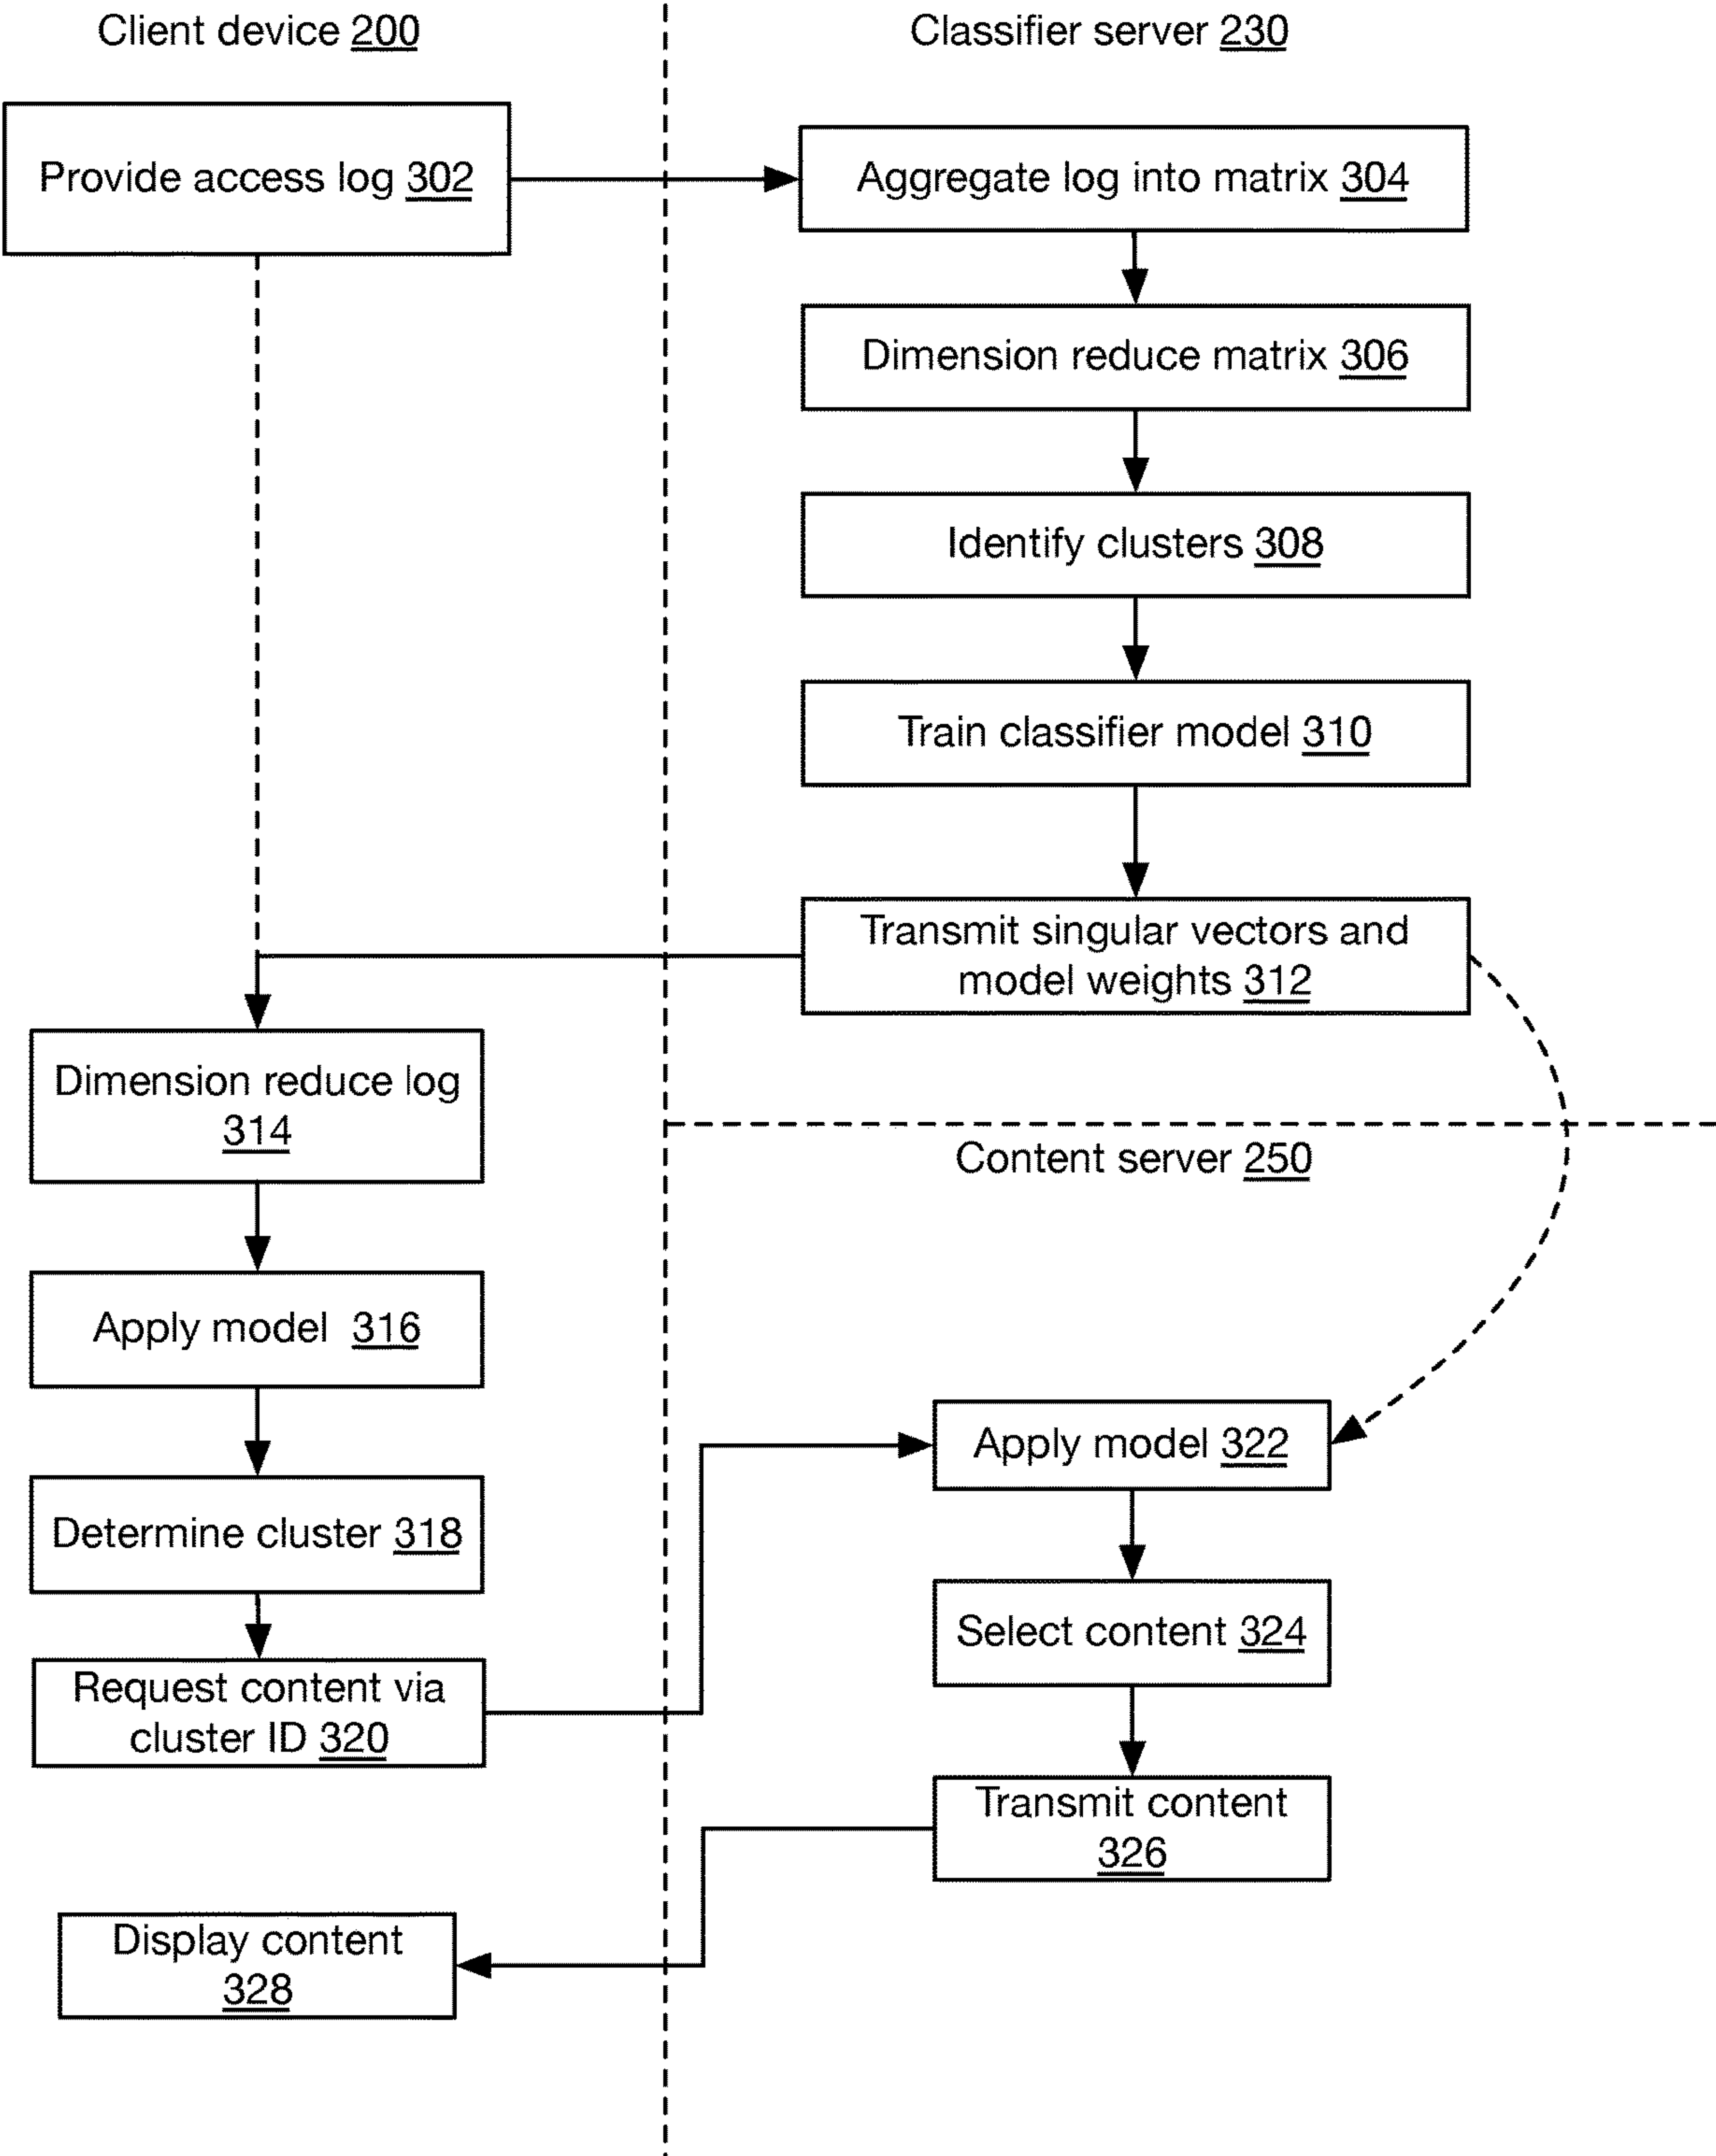 Client device 200
Classifier server 230
Provide access log 302
Aggregate log into matrix 304
Dimension reduce matrix 306
Identify clusters 308
Train classifier model 310
Transmit singular vectors and
model weights 312
Dimension reduce log
314
Content server 250
Apply model 316
Determine cluster 318
Request content via
cluster ID 320
Apply model 322
Select content 324
Transmit content
326
Display content
328